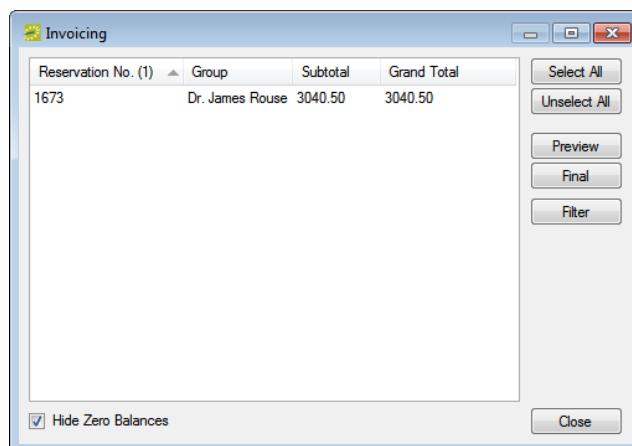 Invoicing
Reservation No. (1) Group Subtotal Grand Total
1673 Dr. James Rouse 3040.50 3040.50
Select All
Unselect All
Preview
Final
Filter
Hide Zero Balances
Close